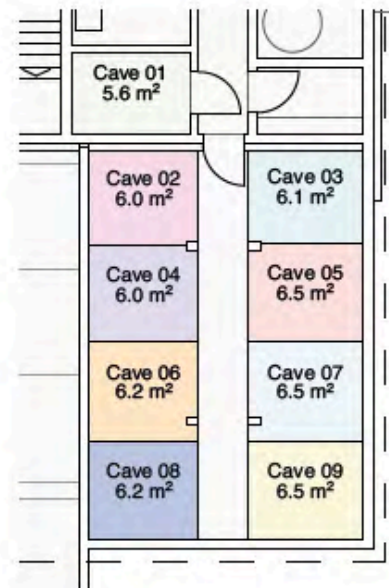 Cave 01
5.6 m²
Cave 02
6.0 m²
Cave 03
6.1 m²
Cave 04
6.0 m²
Cave 05
6.5 m²
Cave 06
6.2 m²
Cave 07
6.5 m²
Cave 08
6.2 m²
Cave 09
6.5 m²